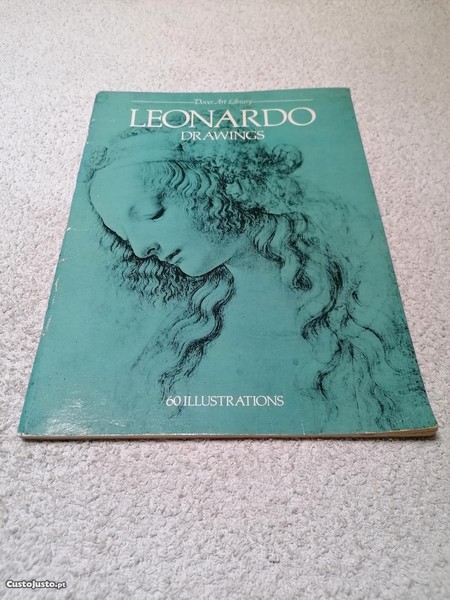 Dover Art Library
LEONARDO
DRAWINGS
60 ILLUSTRATIONS
CustoJusto.pt